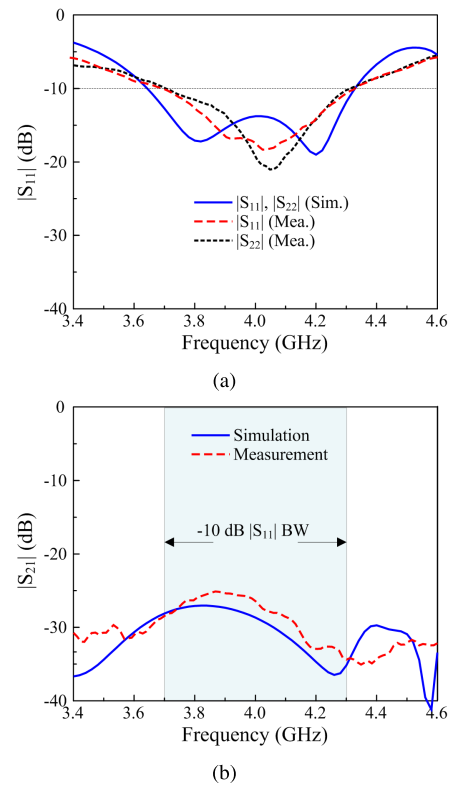 0
-10
-20
-30
-40
|S₁₁| (dB)
|S₁₁|, |S₂₂| (Sim.)
|S₁₁| (Mea.)
|S₂₂| (Mea.)
3.4 3.6 3.8 4.0 4.2 4.4 4.6
Frequency (GHz)
(a)
0
-10
-20
-30
-40
|S₂₁| (dB)
Simulation
Measurement
-10 dB |S₁₁| BW
3.4 3.6 3.8 4.0 4.2 4.4 4.6
Frequency (GHz)
(b)